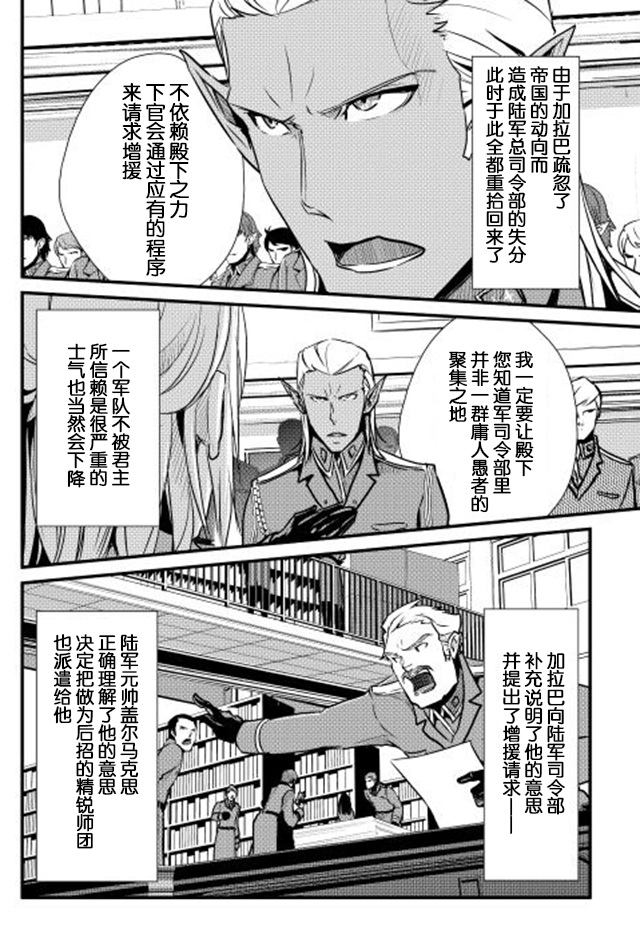 由于加拉巴疏忽了
帝国的动向而
造成陆军总司令部的失分
此时于此全都重拾回来了
不依赖殿下之力
下官会通过应有的程序
来请求增援
我一定要让殿下
您知道军司令部里
并非一群庸人愚者的
聚集之地
一个军队不被君主
所信赖是很严重的
士气也当然会下降
加拉巴向陆军司令部
补充说明了他的意思
并提出了增援请求——
陆军元帅盖尔马克思
正确理解了他的意思
决定把做为后招的精锐师团
也派遣给他